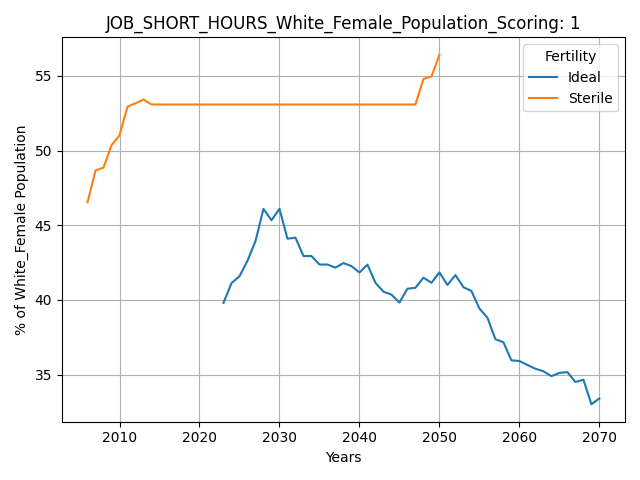 JOB_SHORT_HOURS_White_Female_Population_Scoring: 1
Fertility
Ideal
Sterile
% of White_Female Population
55
50
45
40
35
2010 2020 2030 2040 2050 2060 2070
Years